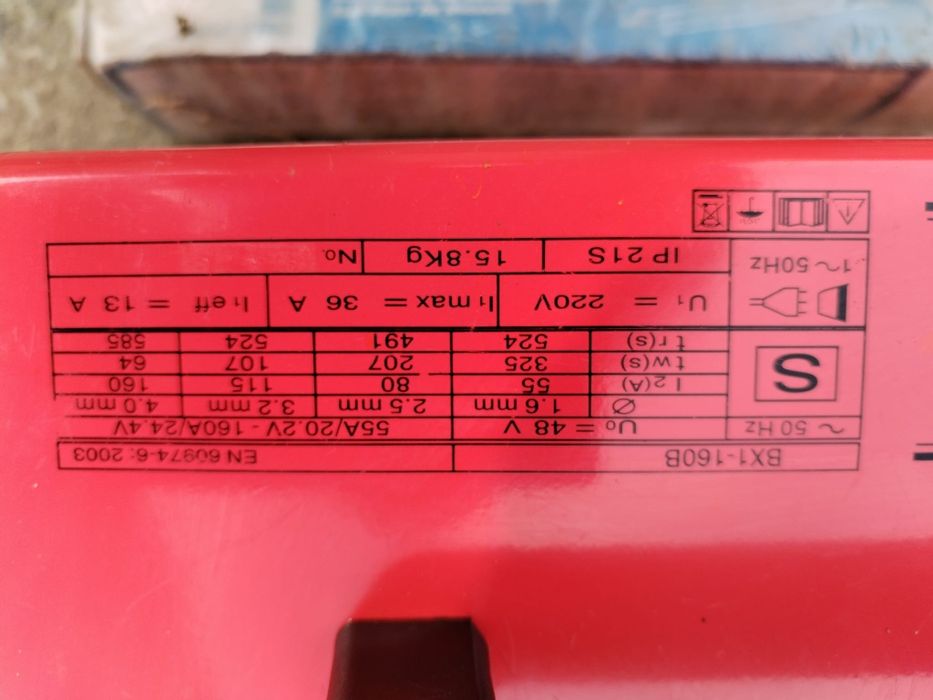 BX1-160B EN 60974-6: 2003
~ 50 Hz U₀= 48 V 55A/20.2V - 160A/24.4V
S
Ø 1.6 mm 2.5 mm 3.2 mm 4.0 mm
I 2(A) 55 80 115 160
t w(s) 325 207 107 64
t r(s) 524 491 524 585
U₁ = 220V I₁ max = 36 A I₁ eff = 13 A
1~ 50Hz IP 21S 15.8Kg No.